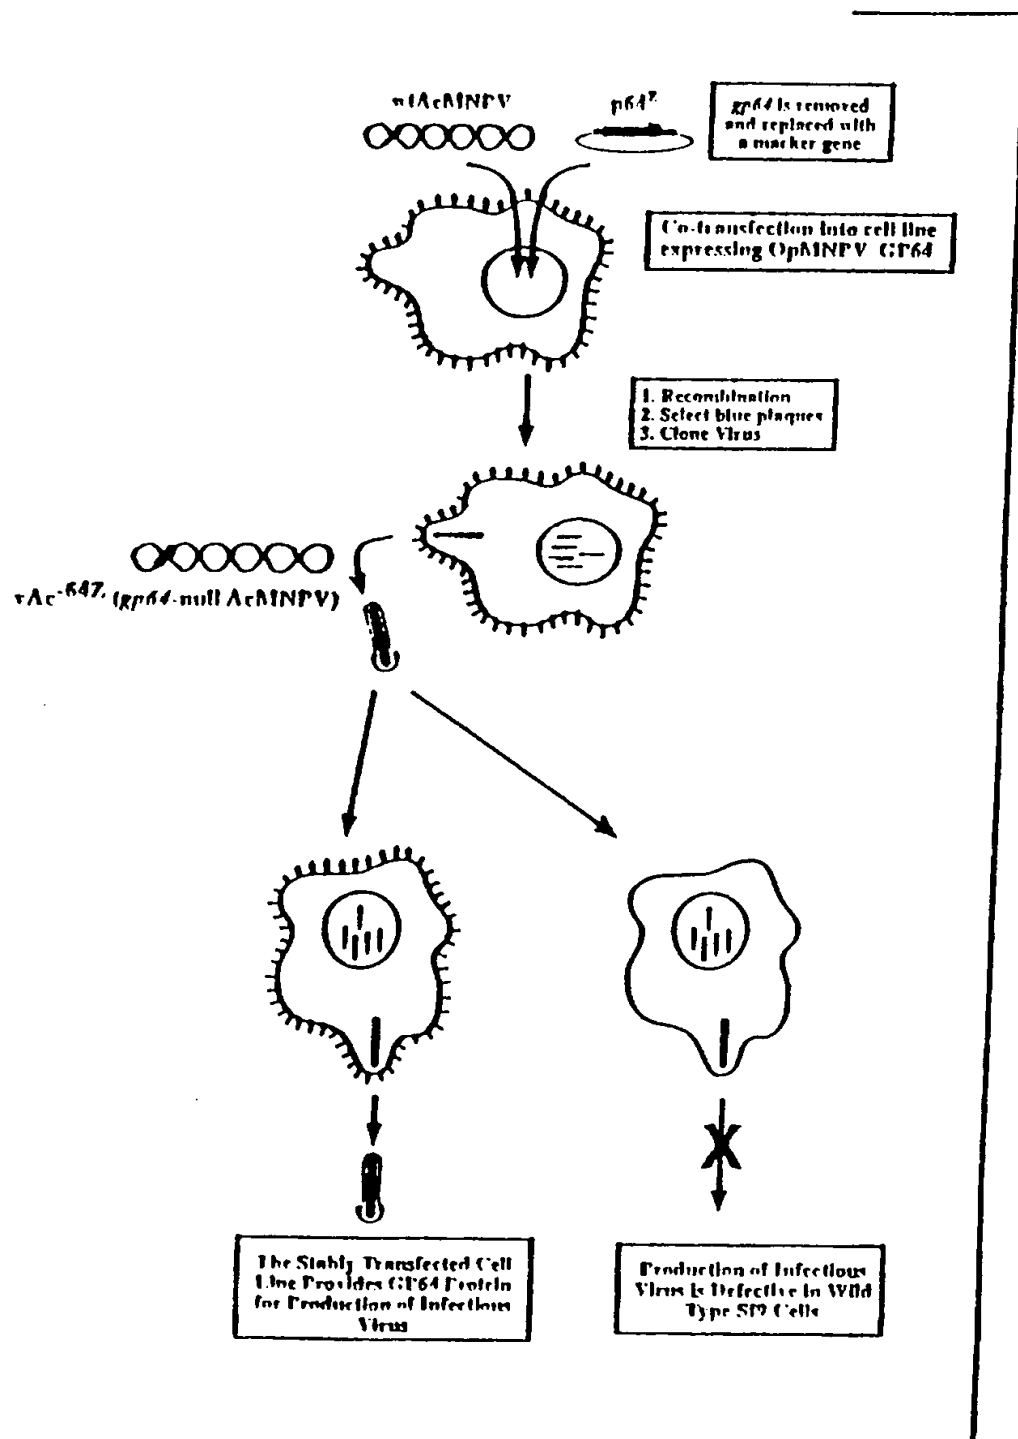 wtAcMNPV
p64Z
gp64 is removed
and replaced with
a marker gene
Co-transfection into cell line
expressing OpMNPV GP64
1. Recombination
2. Select blue plaques
3. Clone Virus
vAc-64Z, (gp64-null AcMNPV)
The Stably Transfected Cell
Line Provides GP64 Protein
for Production of Infectious
Virus
Production of Infectious
Virus is Defective in Wild
Type Sf9 Cells